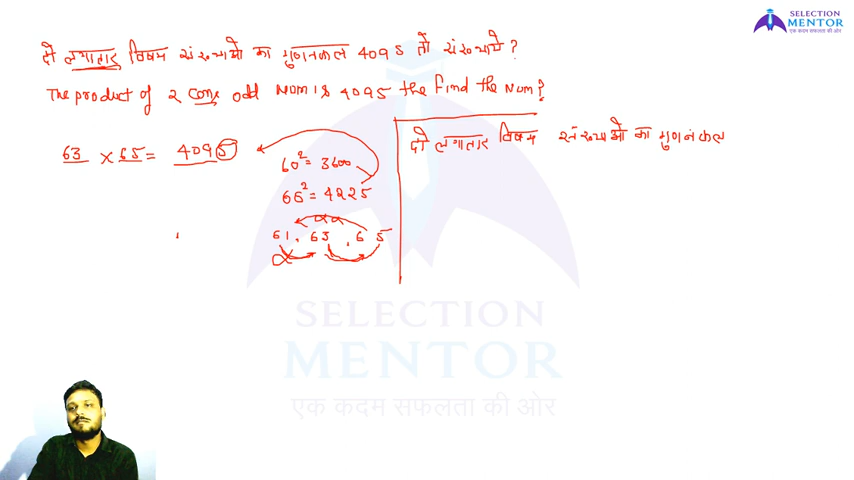 SELECTION
MENTOR
एक कदम सफलता की ओर
दो लगातार विषम संख्याओ का गुणनफल 4095 तो संख्याये?
The product of 2 Cons odd Num is 4095 the find the Num?
63 × 65 = 4095
60² = 3600
65² = 4225
61, 63, 65
दो लगातार विषम संख्याओ का गुणनफल
SELECTION
MENTOR
एक कदम सफलता की ओर